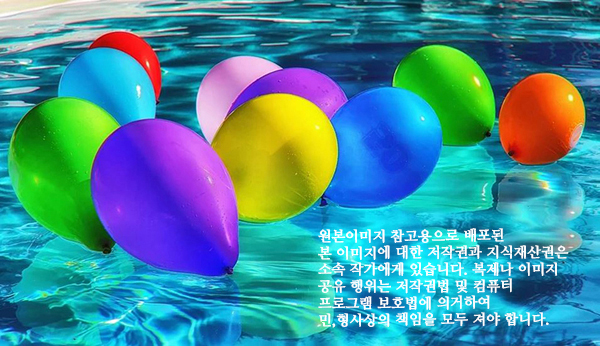 원본이미지 참고용으로 배포된
본 이미지에 대한 저작권과 지식재산권은
소속 작가에게 있습니다. 복제나 이미지
공유 행위는 저작권법 및 컴퓨터
프로그램 보호법에 의거하여
민,형사상의 책임을 모두 져야 합니다.